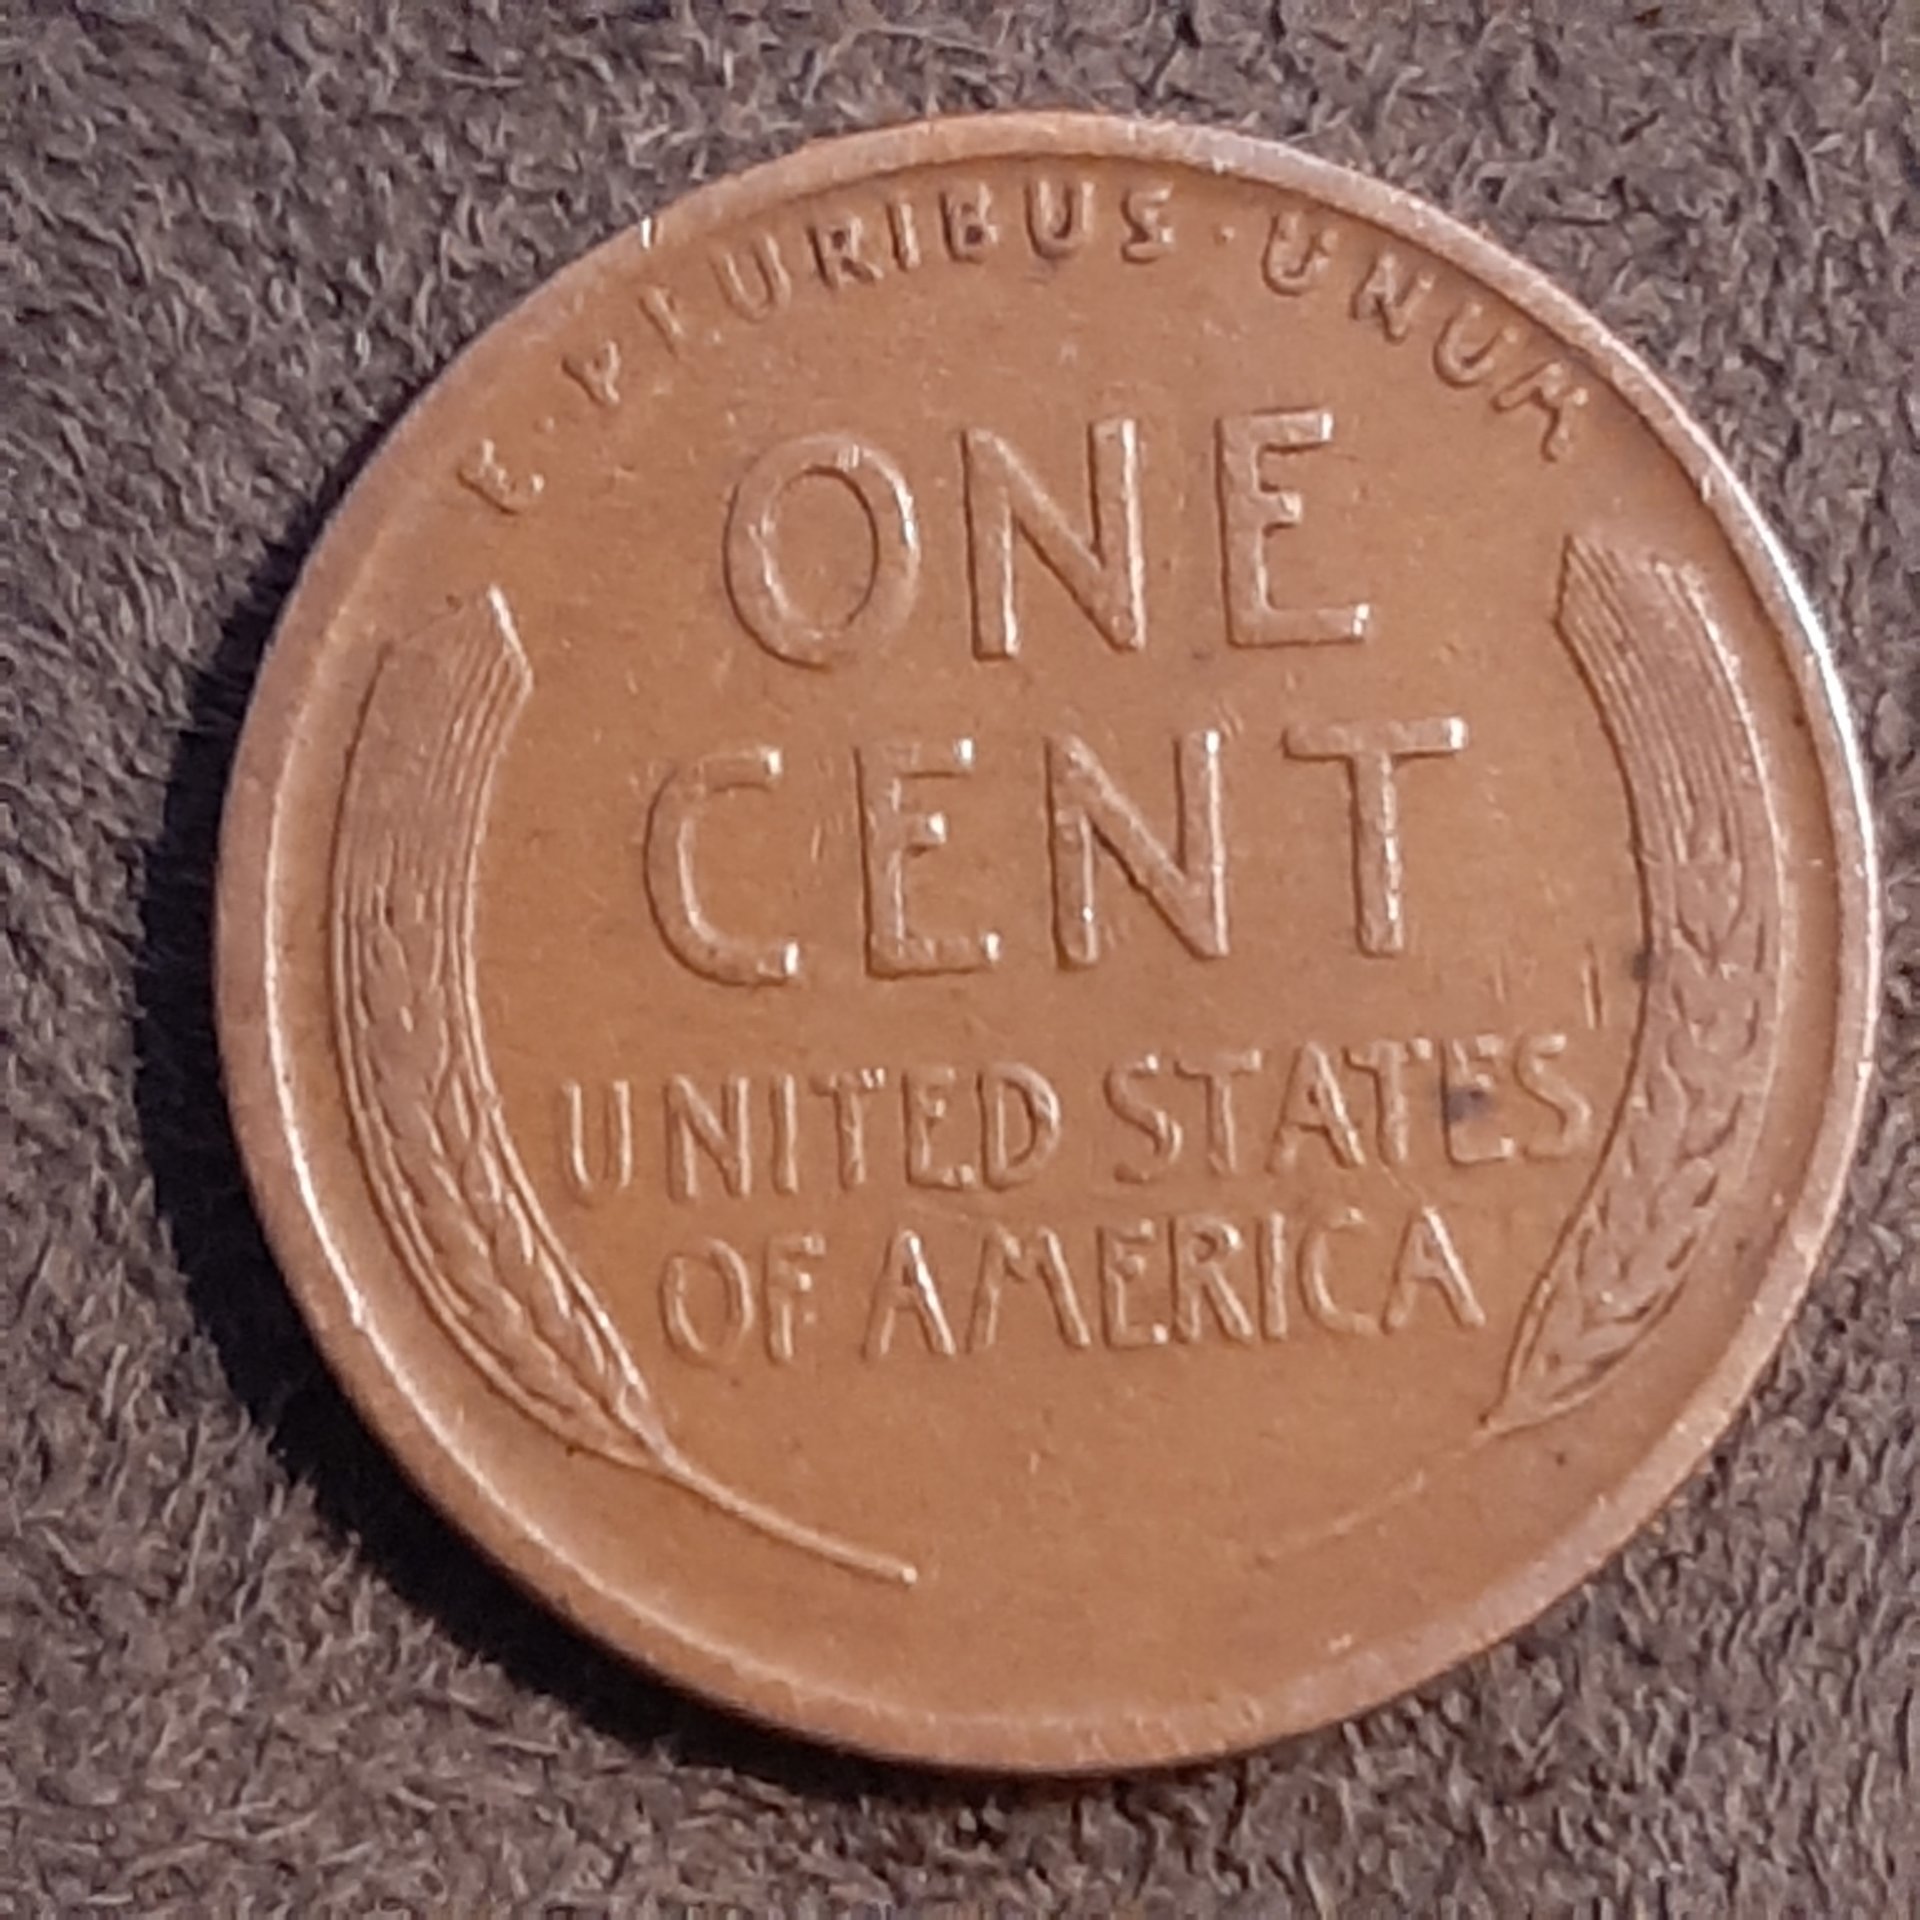 E·PLURIBUS·UNUM
ONE
CENT
UNITED STATES
OF AMERICA